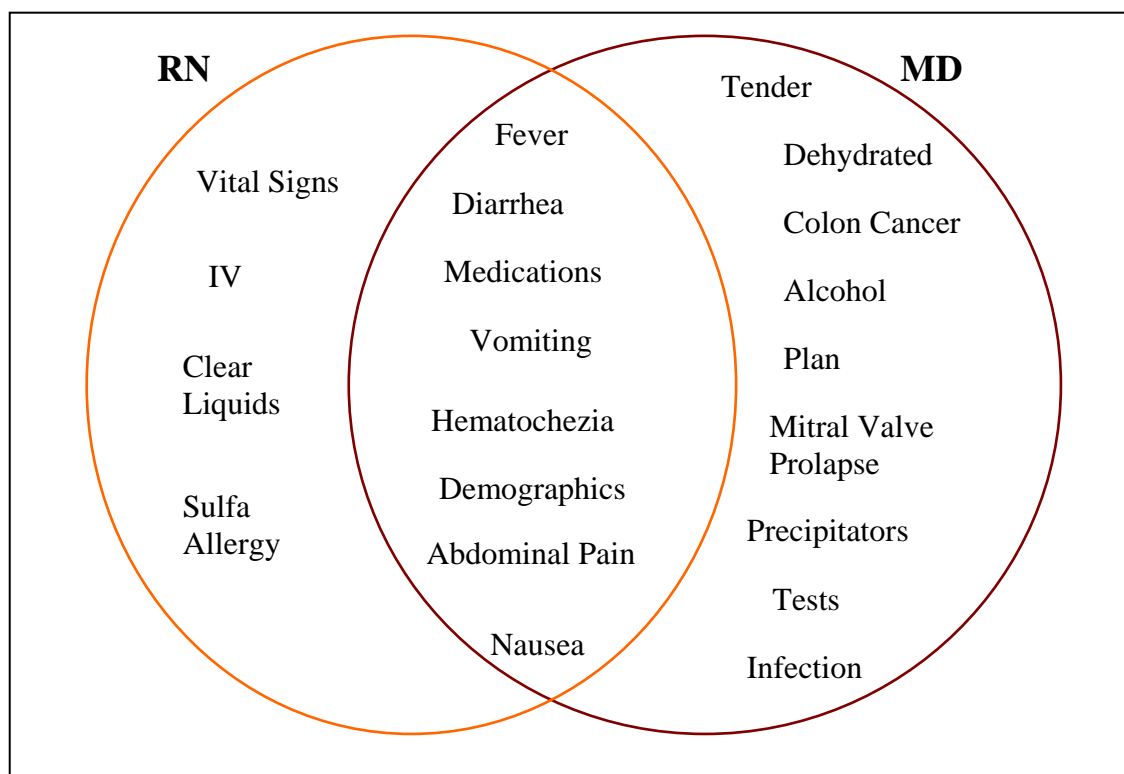 RN
MD
Vital Signs
IV
Clear
Liquids
Sulfa
Allergy
Fever
Diarrhea
Medications
Vomiting
Hematochezia
Demographics
Abdominal Pain
Nausea
Tender
Dehydrated
Colon Cancer
Alcohol
Plan
Mitral Valve
Prolapse
Precipitators
Tests
Infection